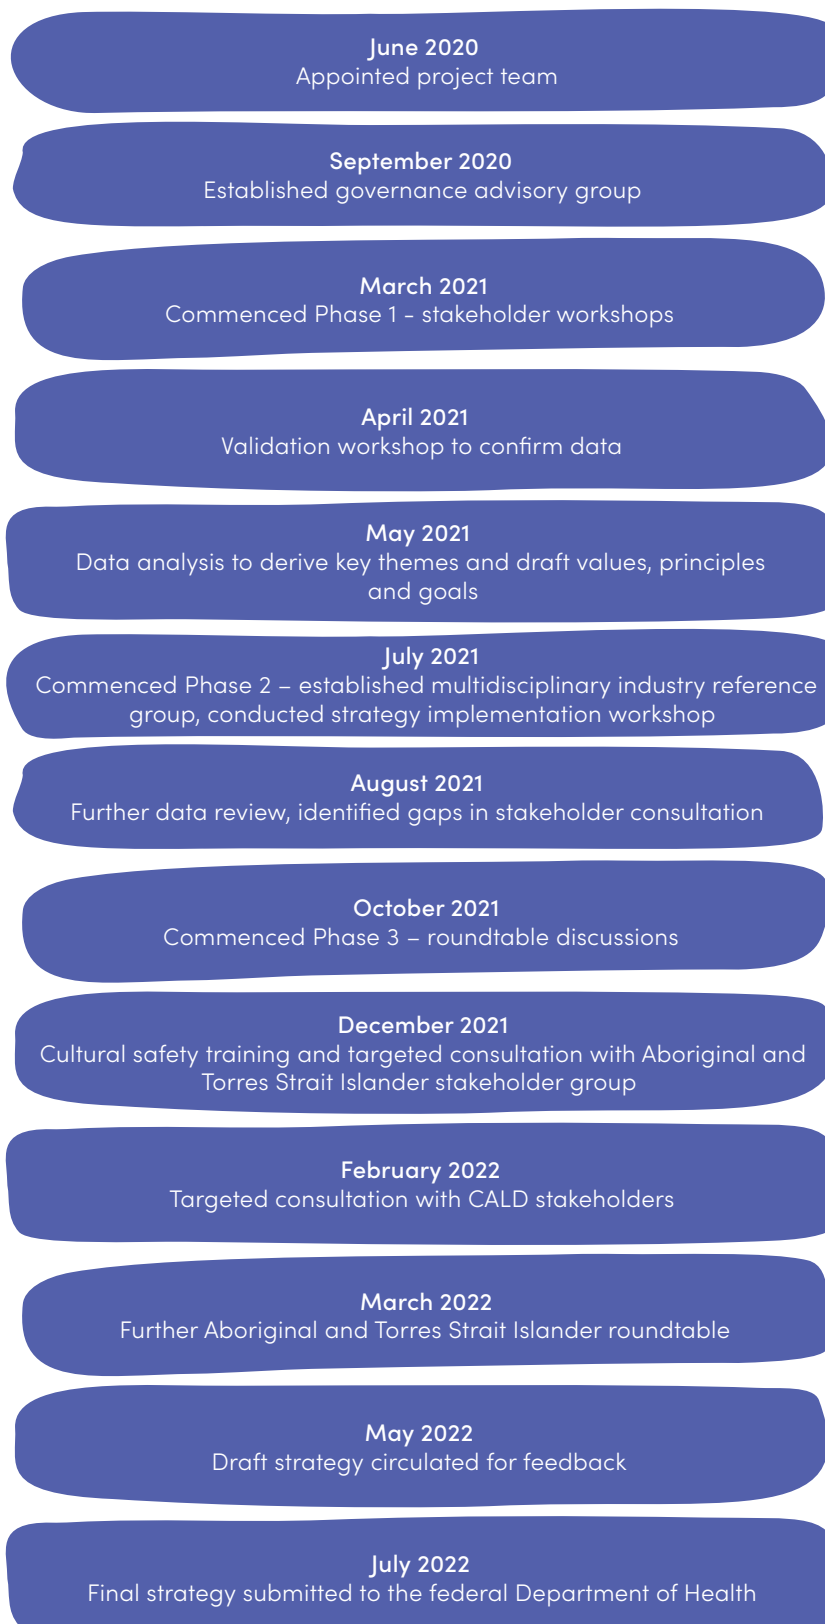 June 2020
Appointed project team
September 2020
Established governance advisory group
March 2021
Commenced Phase 1 - stakeholder workshops
April 2021
Validation workshop to confirm data
May 2021
Data analysis to derive key themes and draft values, principles
and goals
July 2021
Commenced Phase 2 – established multidisciplinary industry reference
group, conducted strategy implementation workshop
August 2021
Further data review, identified gaps in stakeholder consultation
October 2021
Commenced Phase 3 – roundtable discussions
December 2021
Cultural safety training and targeted consultation with Aboriginal and
Torres Strait Islander stakeholder group
February 2022
Targeted consultation with CALD stakeholders
March 2022
Further Aboriginal and Torres Strait Islander roundtable
May 2022
Draft strategy circulated for feedback
July 2022
Final strategy submitted to the federal Department of Health